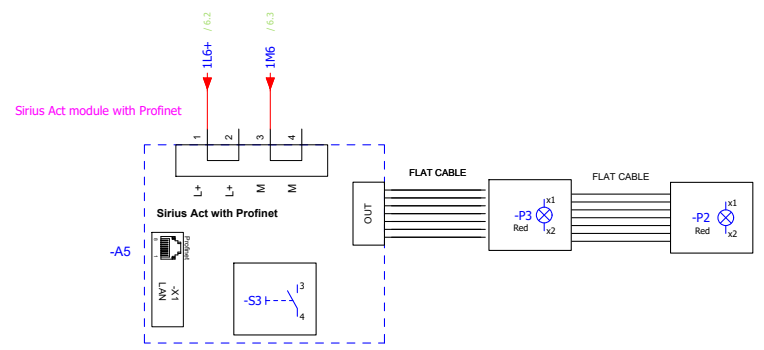 / 6.2
/ 6.3
1L6+
1M6
Sirius Act module with Profinet
1
2
3
4
L+
L+
M
M
FLAT CABLE
FLAT CABLE
OUT
Sirius Act with Profinet
-P3
x1
x2
Red
-P2
x1
x2
Red
-A5
Profinet
8
1
-X1
LAN
-S3
3
4